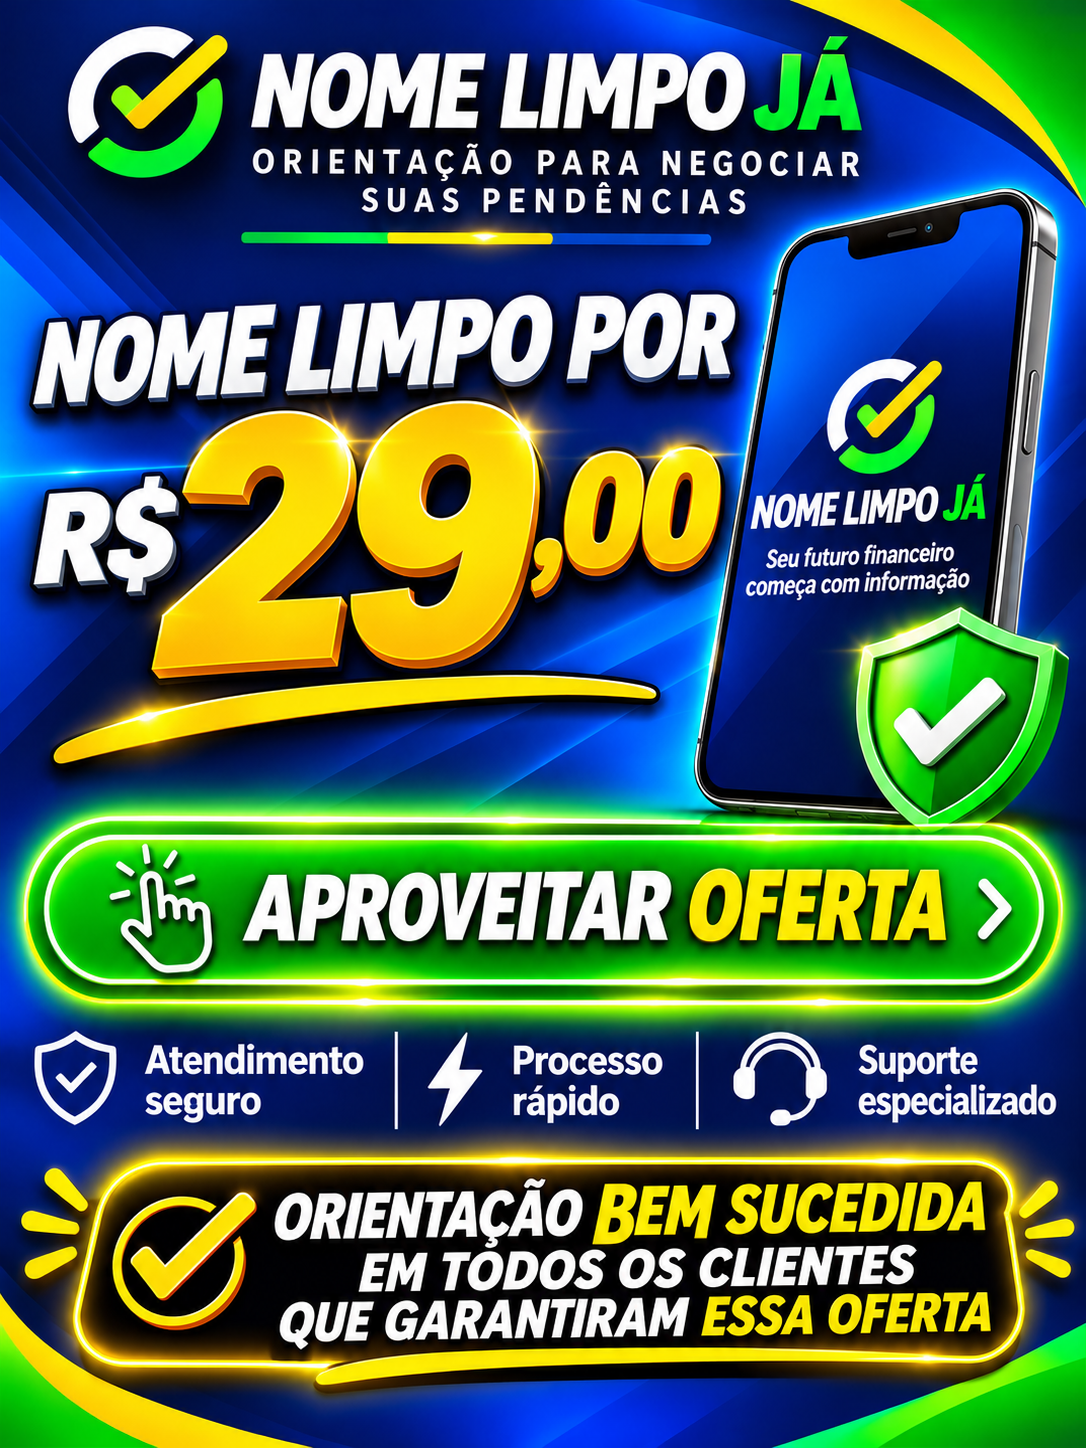 NOME LIMPO JÁ
ORIENTAÇÃO PARA NEGOCIAR
SUAS PENDÊNCIAS
NOME LIMPO POR
R$29,00
NOME LIMPO JÁ
Seu futuro financeiro
começa com informação
APROVEITAR OFERTA
Atendimento
seguro
Processo
rápido
Suporte
especializado
ORIENTAÇÃO BEM SUCEDIDA
EM TODOS OS CLIENTES
QUE GARANTIRAM ESSA OFERTA